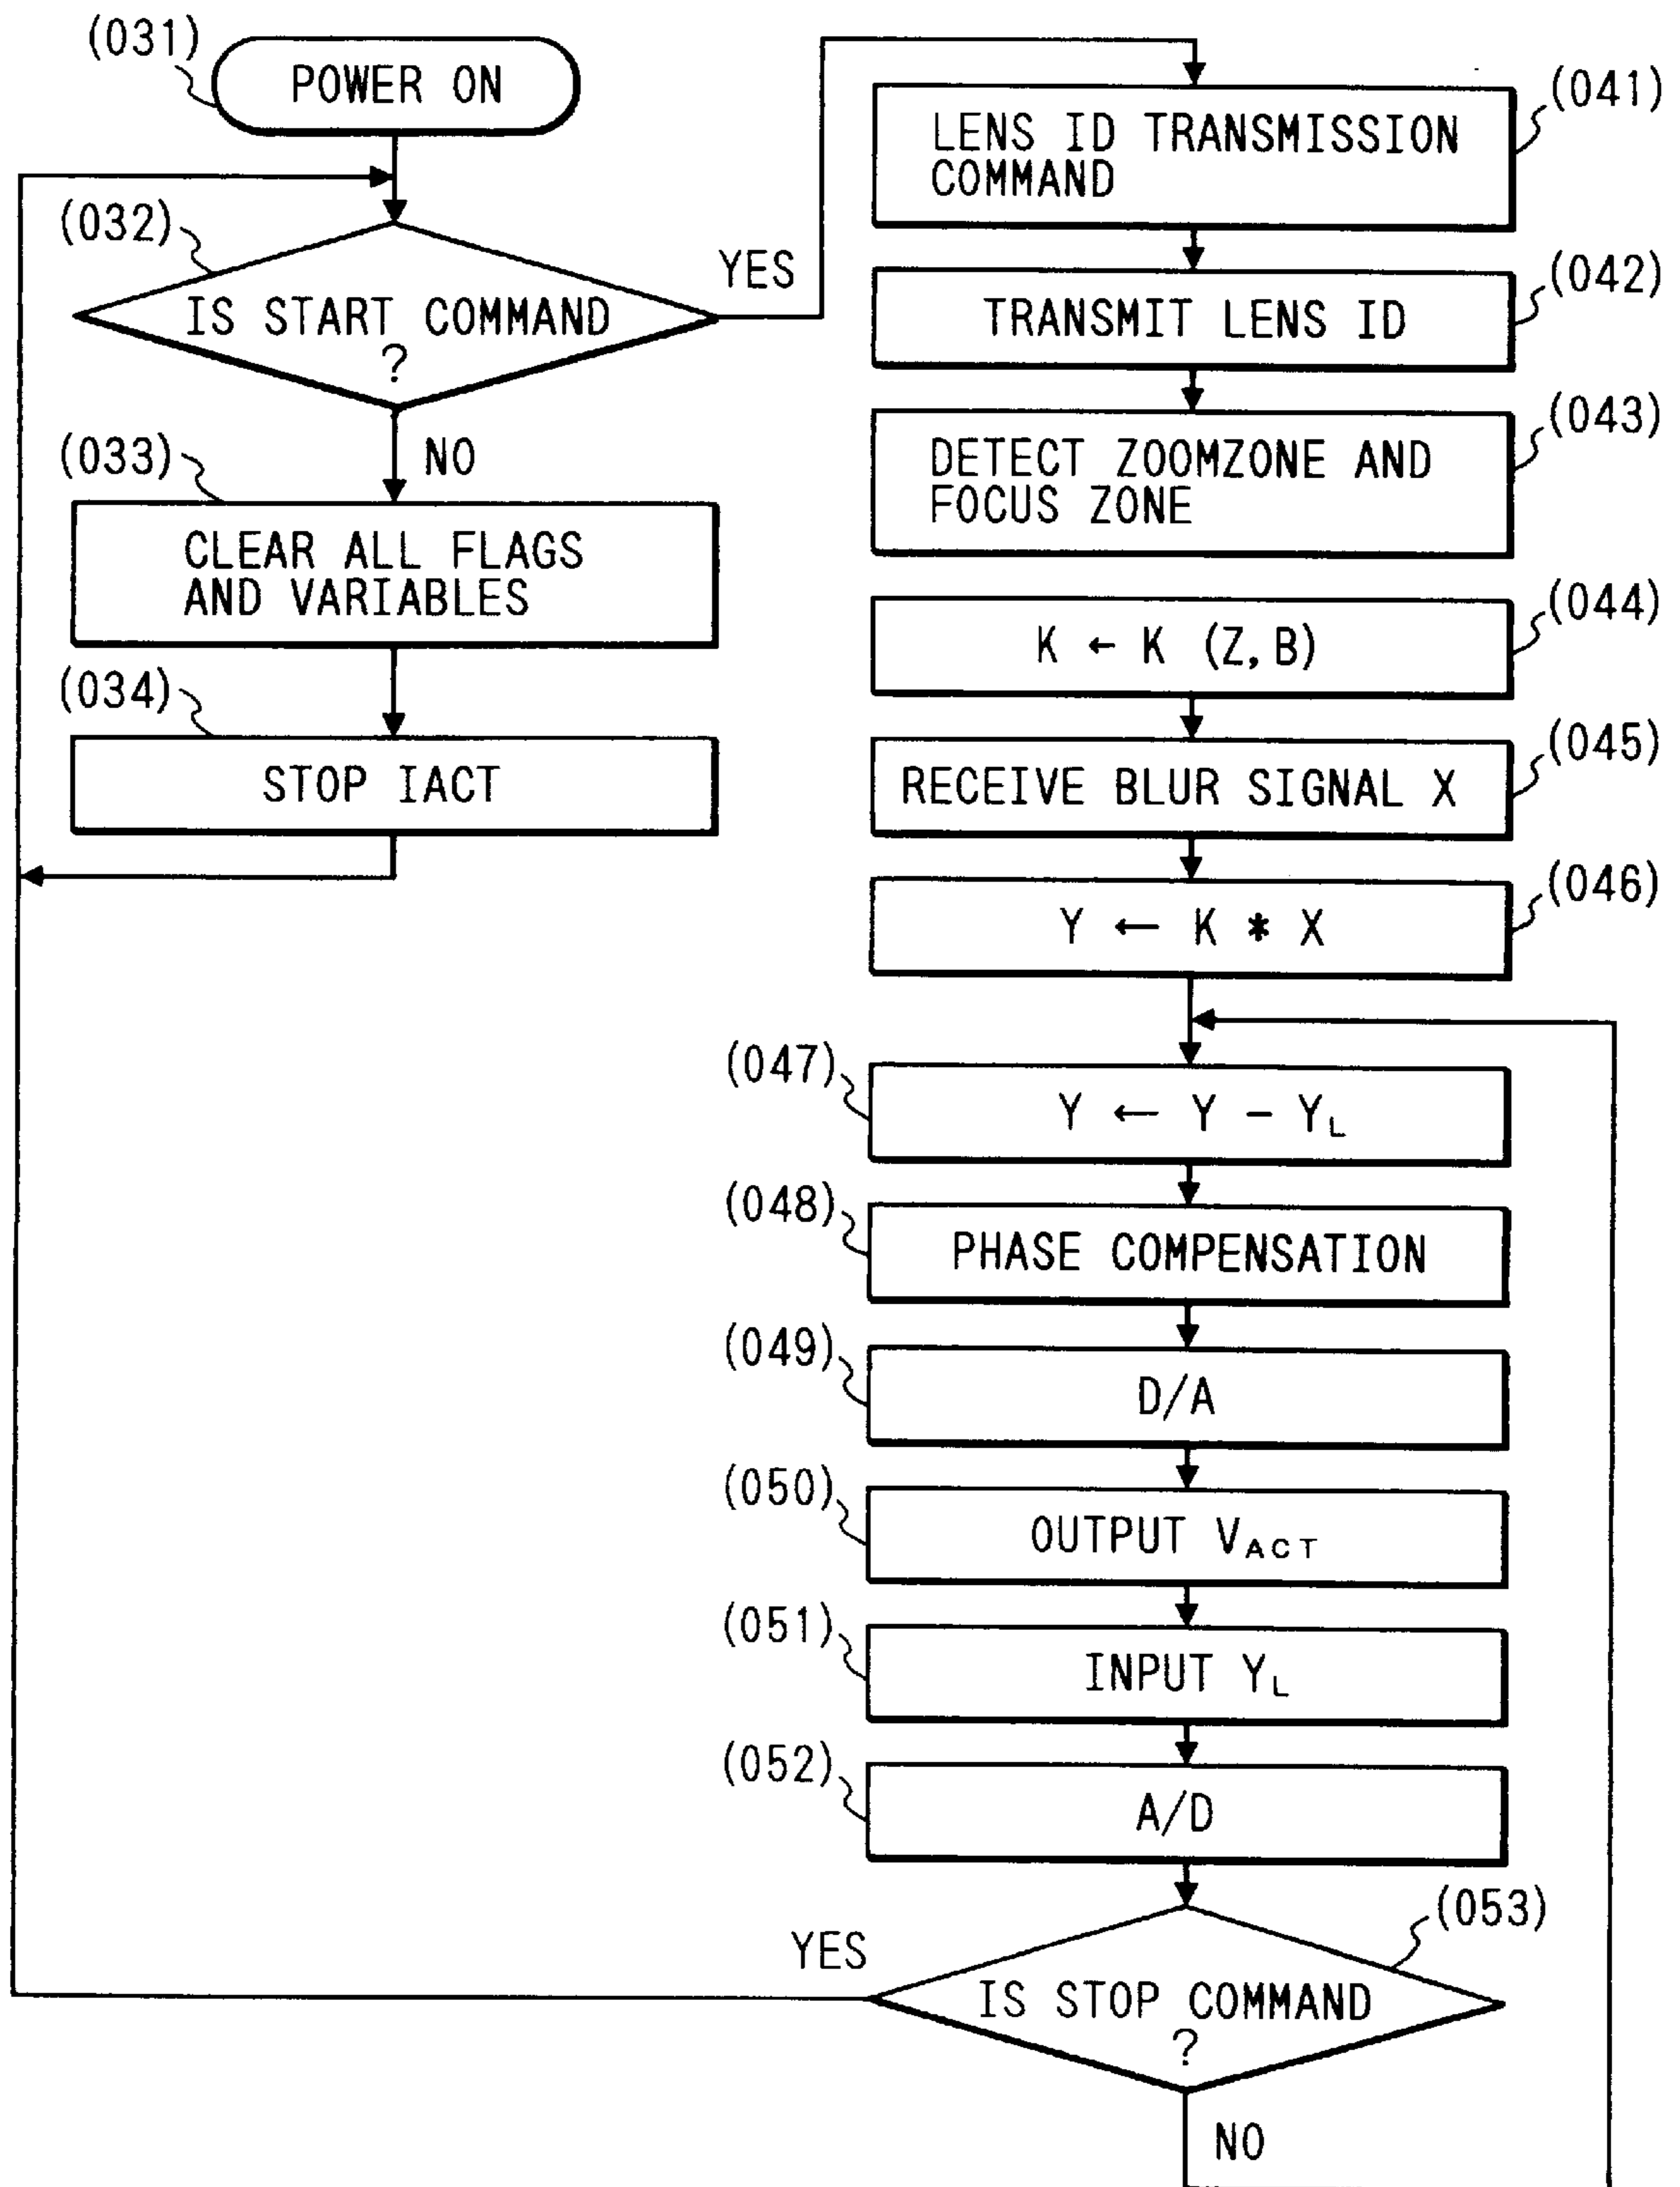 (031)
POWER ON
(032)
IS START COMMAND
?
YES
NO
(033)
CLEAR ALL FLAGS
AND VARIABLES
(034)
STOP IACT
(041)
LENS ID TRANSMISSION
COMMAND
(042)
TRANSMIT LENS ID
(043)
DETECT ZOOMZONE AND
FOCUS ZONE
(044)
K ← K (Z, B)
(045)
RECEIVE BLUR SIGNAL X
(046)
Y ← K * X
(047)
Y ← Y - YL
(048)
PHASE COMPENSATION
(049)
D/A
(050)
OUTPUT VACT
(051)
INPUT YL
(052)
A/D
(053)
YES
IS STOP COMMAND
?
NO